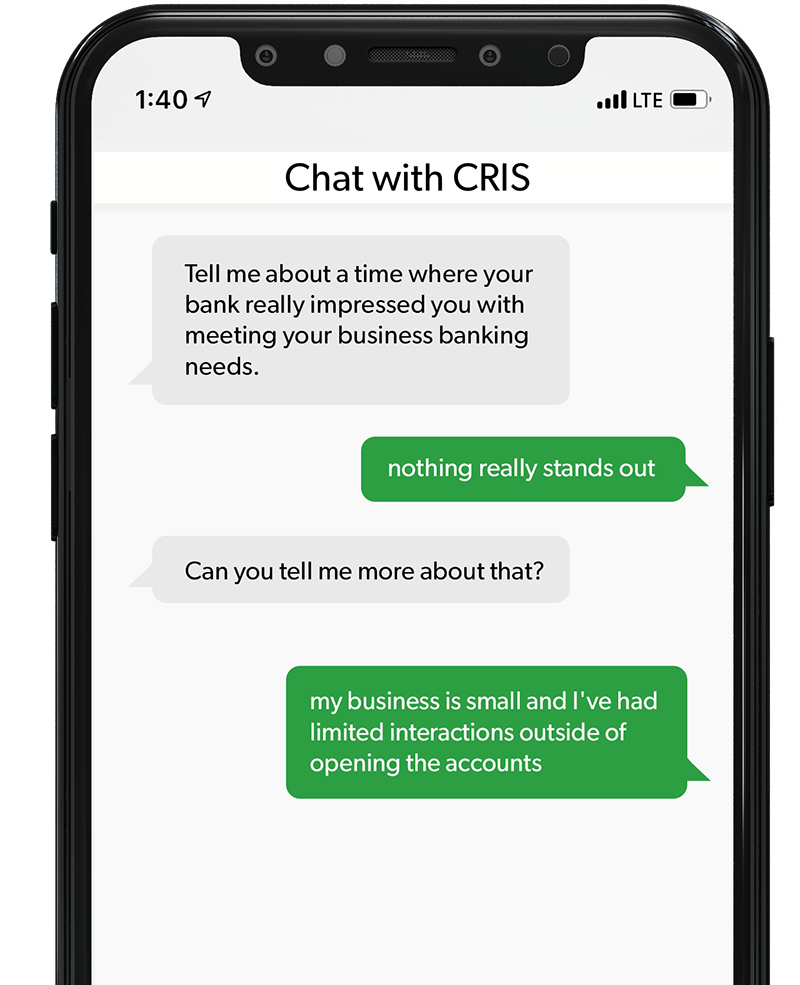 1:40 LTE
Chat with CRIS
Tell me about a time where your
bank really impressed you with
meeting your business banking
needs.
nothing really stands out
Can you tell me more about that?
my business is small and I've had
limited interactions outside of
opening the accounts